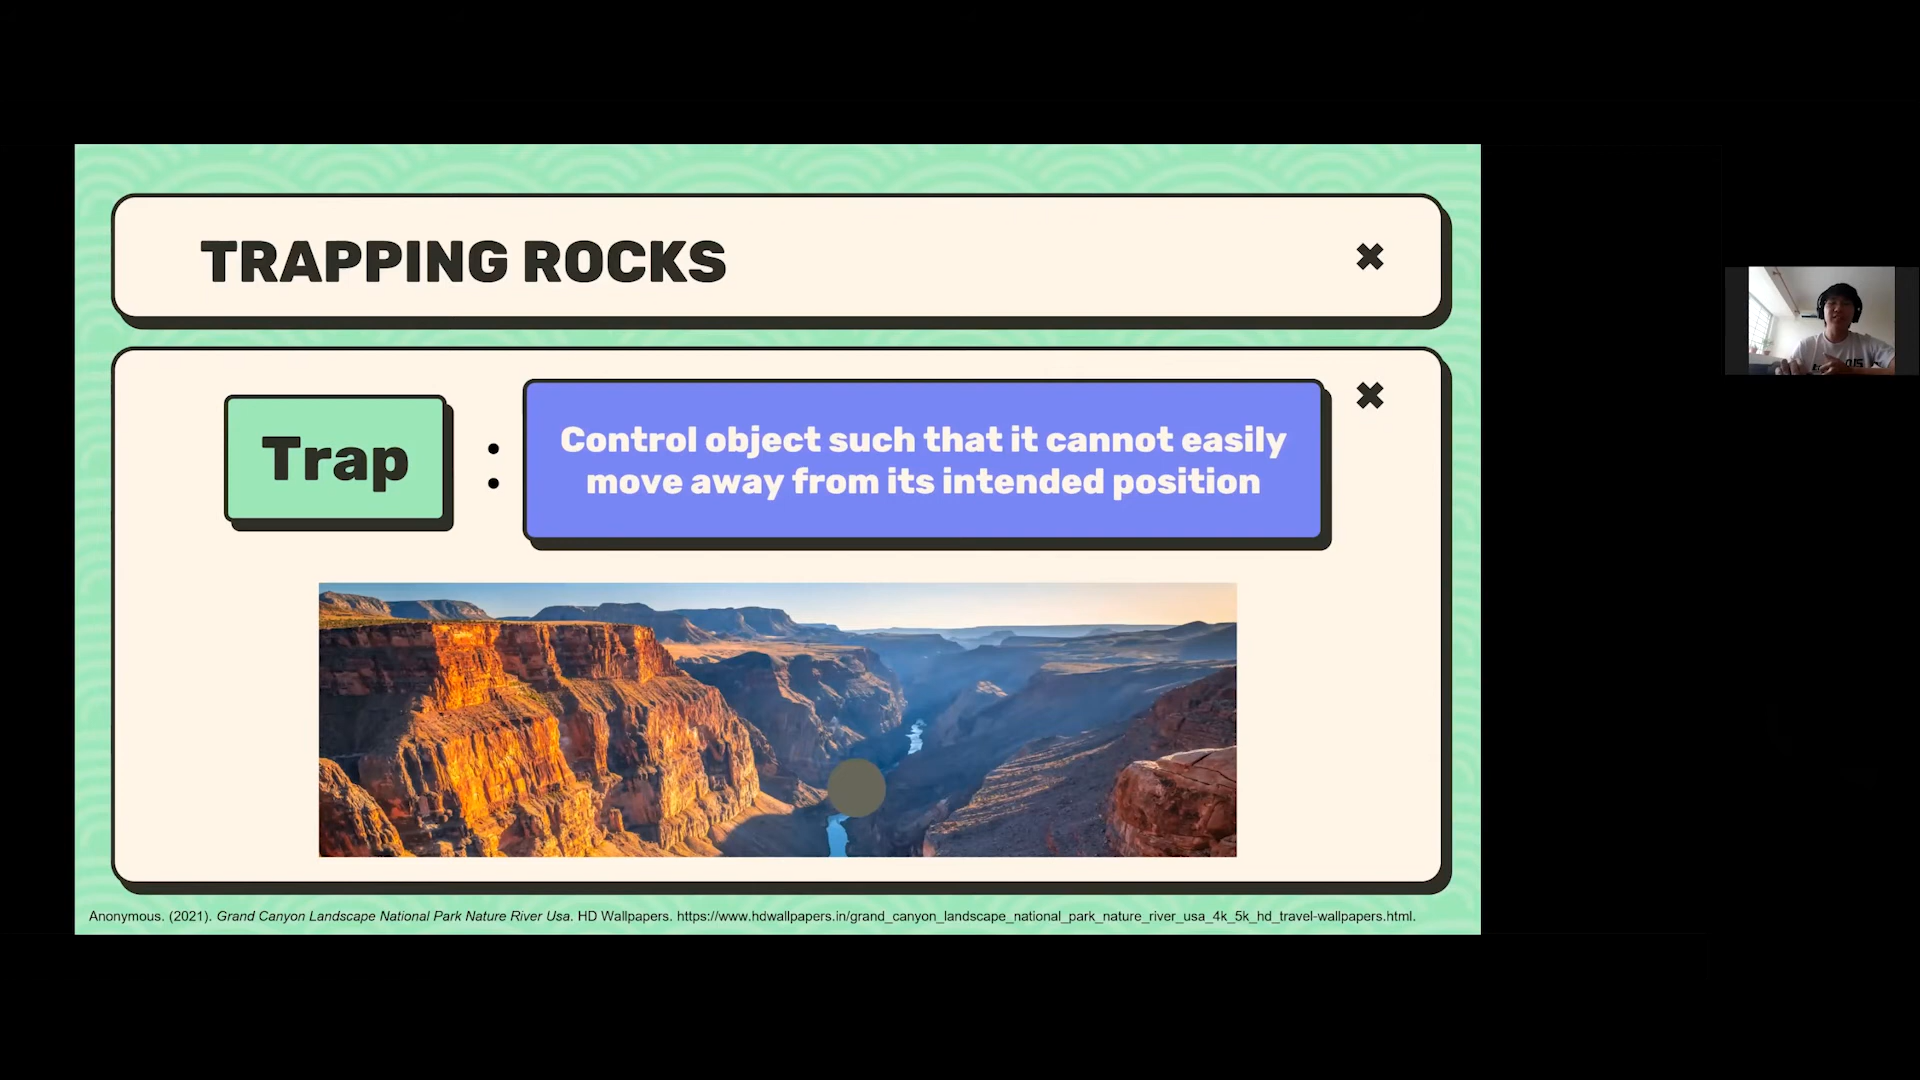 TRAPPING ROCKS
Trap
:
Control object such that it cannot easily
move away from its intended position
Anonymous. (2021). Grand Canyon Landscape National Park Nature River Usa. HD Wallpapers. https://www.hdwallpapers.in/grand_canyon_landscape_national_park_nature_river_usa_4k_5k_hd_travel-wallpapers.html.